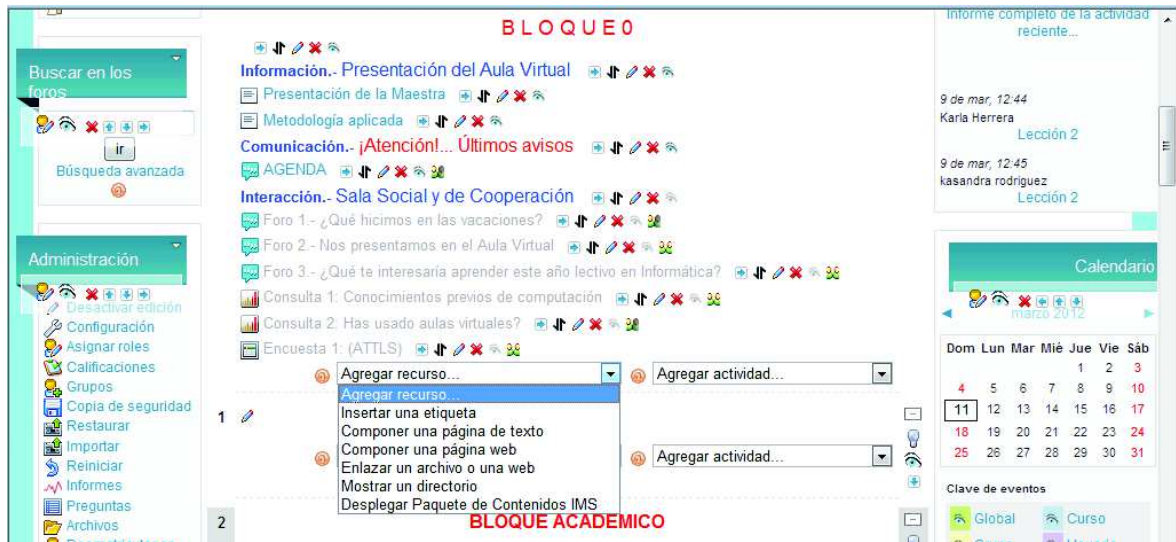 Buscar en los
foros
ir
Búsqueda avanzada
Administración
Desactivar edición
Configuración
Asignar roles
Calificaciones
Grupos
Copia de seguridad
Restaurar
Importar
Reiniciar
Informes
Preguntas
Archivos
B L O Q U E 0
Información.- Presentación del Aula Virtual
Presentación de la Maestra
Metodología aplicada
Comunicación.- ¡Atención!... Últimos avisos
AGENDA
Interacción.- Sala Social y de Cooperación
Foro 1.- ¿Qué hicimos en las vacaciones?
Foro 2.- Nos presentamos en el Aula Virtual
Foro 3.- ¿Qué te interesaría aprender este año lectivo en Informática?
Consulta 1: Conocimientos previos de computación
Consulta 2: Has usado aulas virtuales?
Encuesta 1: (ATTLS)
Agregar recurso... Agregar actividad...
Agregar recurso...
Insertar una etiqueta
Componer una página de texto
Componer una página web
Enlazar un archivo o una web
Mostrar un directorio
Desplegar Paquete de Contenidos IMS
1
Agregar actividad...
2 BLOQUE ACADEMICO
Informe completo de la actividad
reciente...
9 de mar, 12:44
Karla Herrera
Lección 2
9 de mar, 12:45
kasandra rodriguez
Lección 2
Calendario
marzo 2012
Dom Lun Mar Mié Jue Vie Sáb
1 2 3
4 5 6 7 8 9 10
11 12 13 14 15 16 17
18 19 20 21 22 23 24
25 26 27 28 29 30 31
Clave de eventos
Global Curso